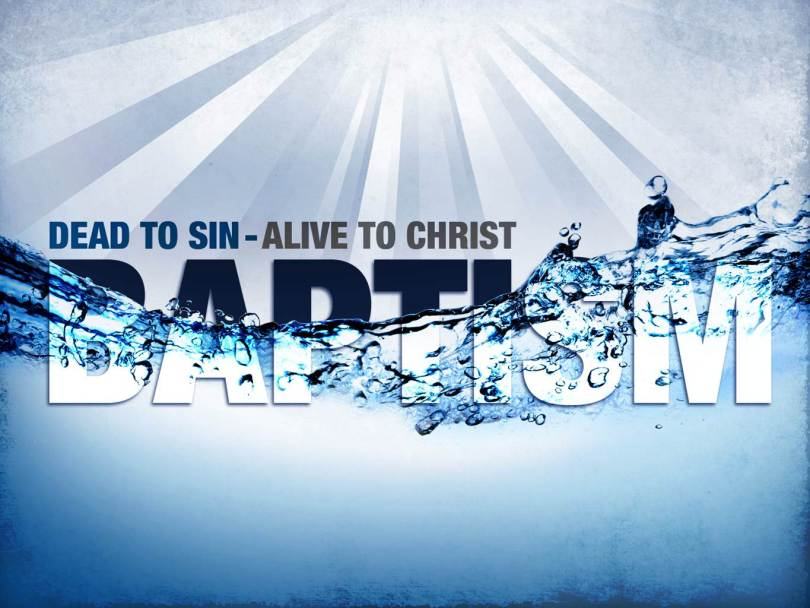 DEAD TO SIN - ALIVE TO CHRIST
BAPTISM